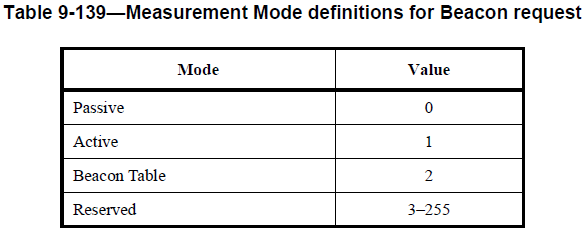 Table 9-139—Measurement Mode definitions for Beacon request
Mode Value
Passive 0
Active 1
Beacon Table 2
Reserved 3–255